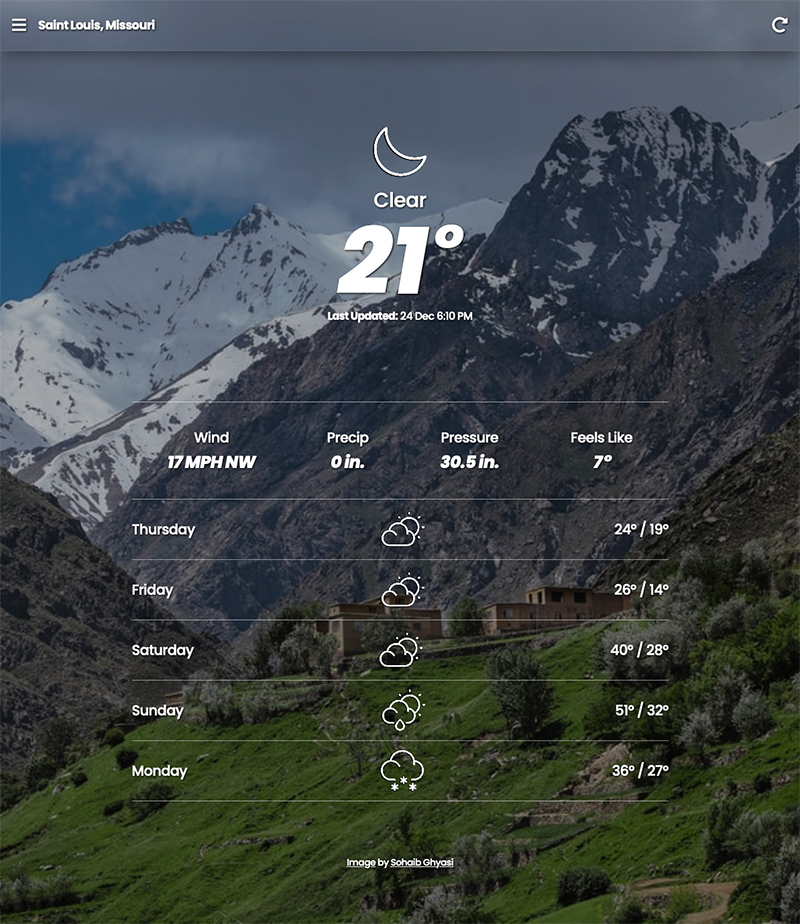 Saint Louis, Missouri
Clear
21°
Last Updated: 24 Dec 6:10 PM
Wind Precip Pressure Feels Like
17 MPH NW 0 in. 30.5 in. 7°
Thursday 24° / 19°
Friday 26° / 14°
Saturday 40° / 28°
Sunday 51° / 32°
Monday 36° / 27°
Image by Sohaib Ghyasi